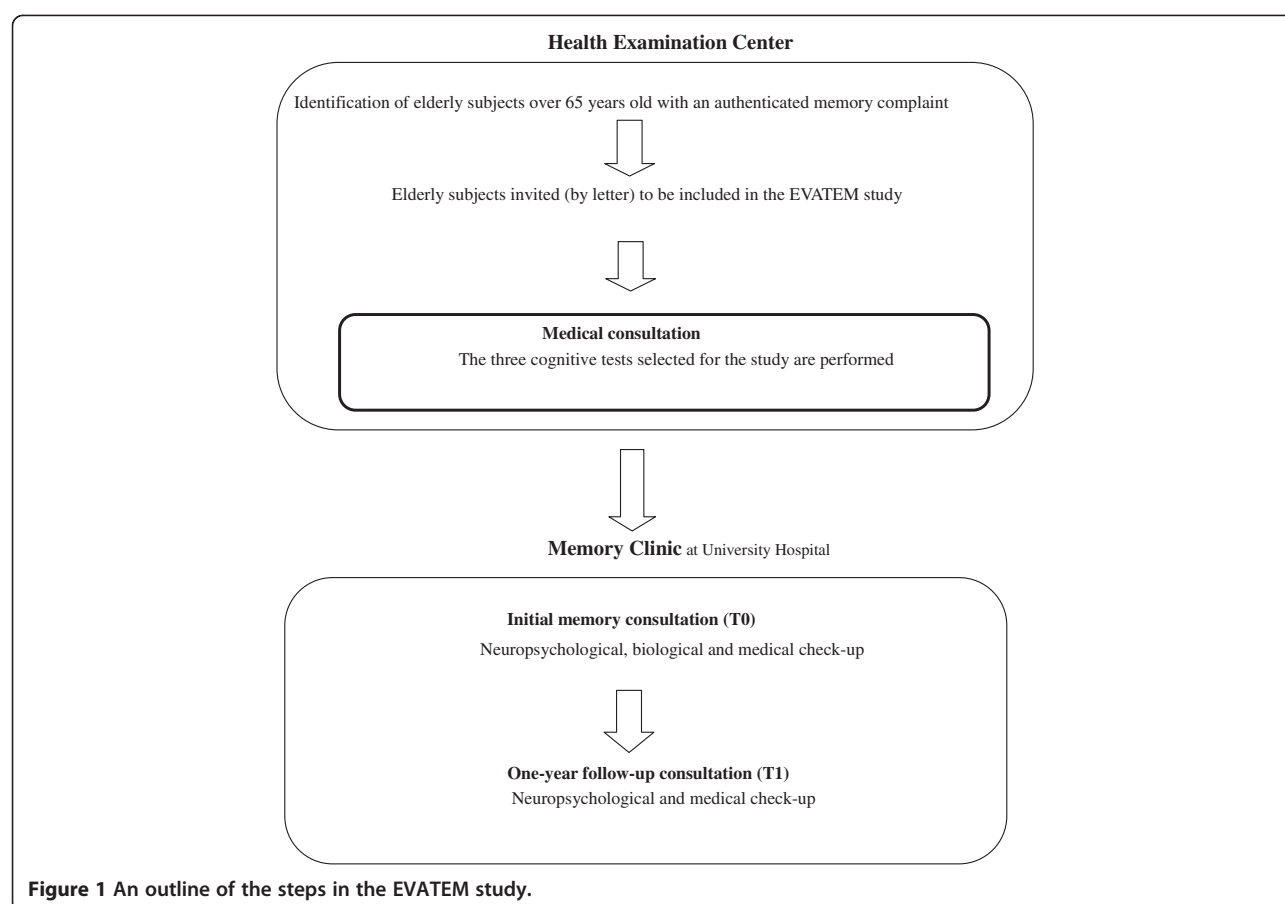 Health Examination Center
Identification of elderly subjects over 65 years old with an authenticated memory complaint
Elderly subjects invited (by letter) to be included in the EVATEM study
Medical consultation
The three cognitive tests selected for the study are performed
Memory Clinic at University Hospital
Initial memory consultation (T0)
Neuropsychological, biological and medical check-up
One-year follow-up consultation (T1)
Neuropsychological and medical check-up
Figure 1 An outline of the steps in the EVATEM study.